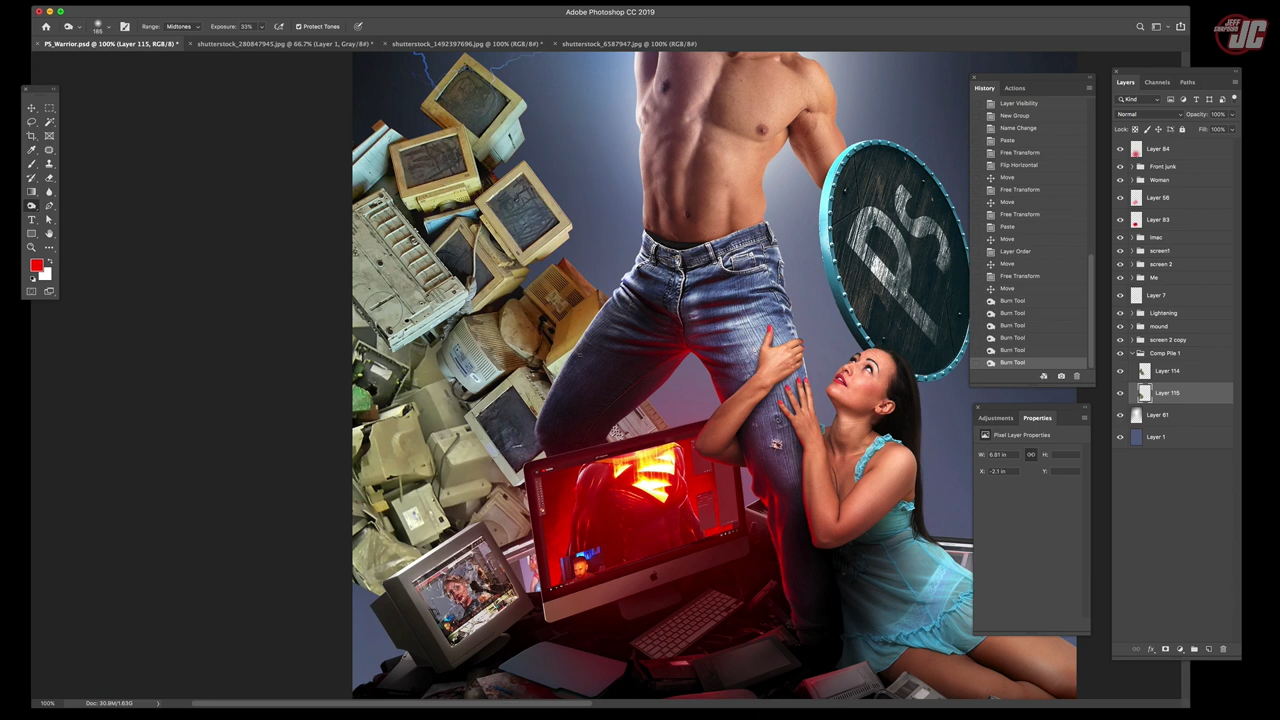 Adobe Photoshop CC 2019
JEFF
JC
186
Range: Midtones
Exposure: 33%
Protect Tones
PS_Warrior.psd @ 100% (Layer 115, RGB/8) *
shutterstock_280847945.jpg @ 66.7% (Layer 1, Gray/8#) *
shutterstock_1492397696.jpg @ 100% (RGB/8#) *
shutterstock_6587947.jpg @ 100% (RGB/8#)
History
Actions
Layer Visibility
New Group
Name Change
Paste
Free Transform
Flip Horizontal
Move
Free Transform
Move
Free Transform
Paste
Move
Layer Order
Move
Free Transform
Move
Burn Tool
Burn Tool
Burn Tool
Burn Tool
Burn Tool
Burn Tool
Adjustments
Properties
Pixel Layer Properties
W: 6.81 in
H:
X: -2.1 in
Y:
Layers
Channels
Paths
Kind
Normal
Opacity: 100%
Lock:
Fill: 100%
Layer 84
Front junk
Woman
Layer 56
Layer 83
Imac
screen1
screen 2
Me
Layer 7
Lightening
mound
screen 2 copy
Comp Pile 1
Layer 114
Layer 115
Layer 61
Layer 1
fx
T
Ps
100%
Doc: 30.9M/1.63G